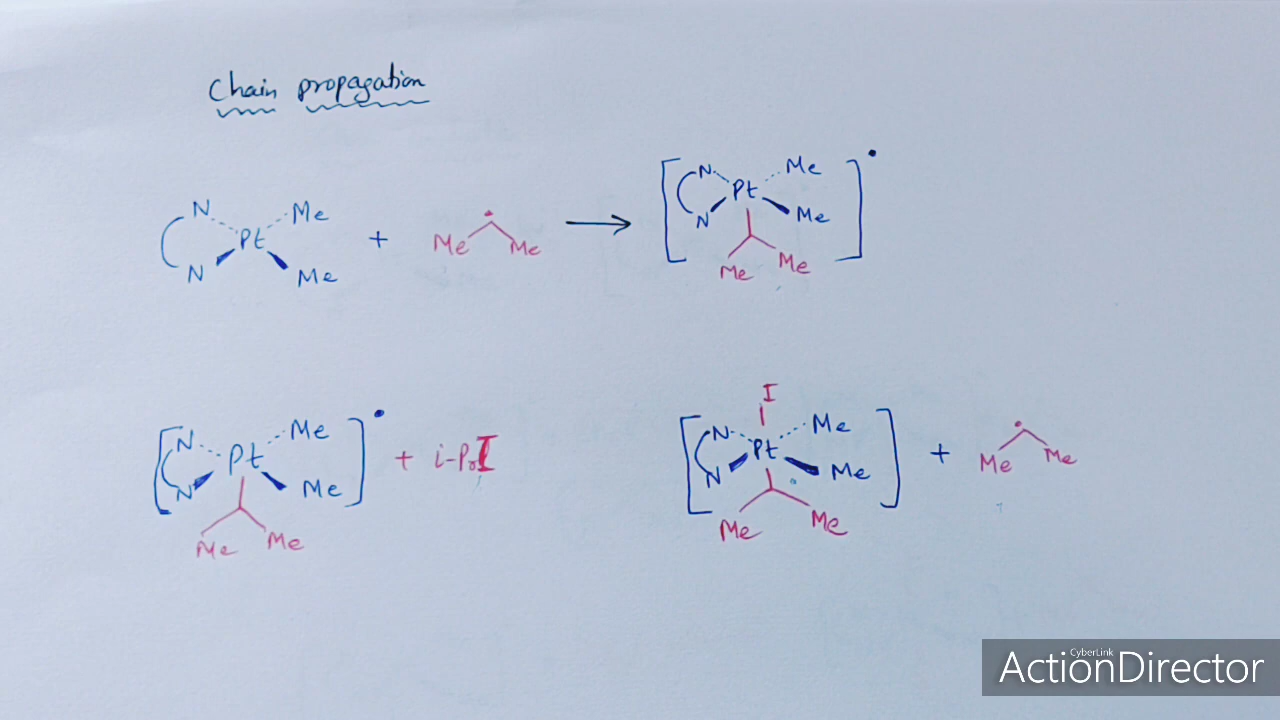 Chain propagation
N Pt Me N Me + Me Me • → [N Pt Me N Me Me Me]•
[N Pt Me N Me Me Me]• + i-PrI [I N Pt Me N Me Me Me] + Me Me •
CyberLink
ActionDirector